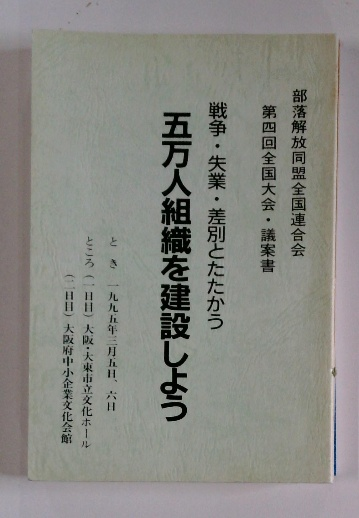 部落解放同盟全国連合会
第四回全国大会・議案書
戦争・失業・差別とたたかう
五万人組織を建設しよう
とき 一九九五年三月五日、六日
ところ（一日目）大阪・大東市立文化ホール
（二日目）大阪府中小企業文化会館